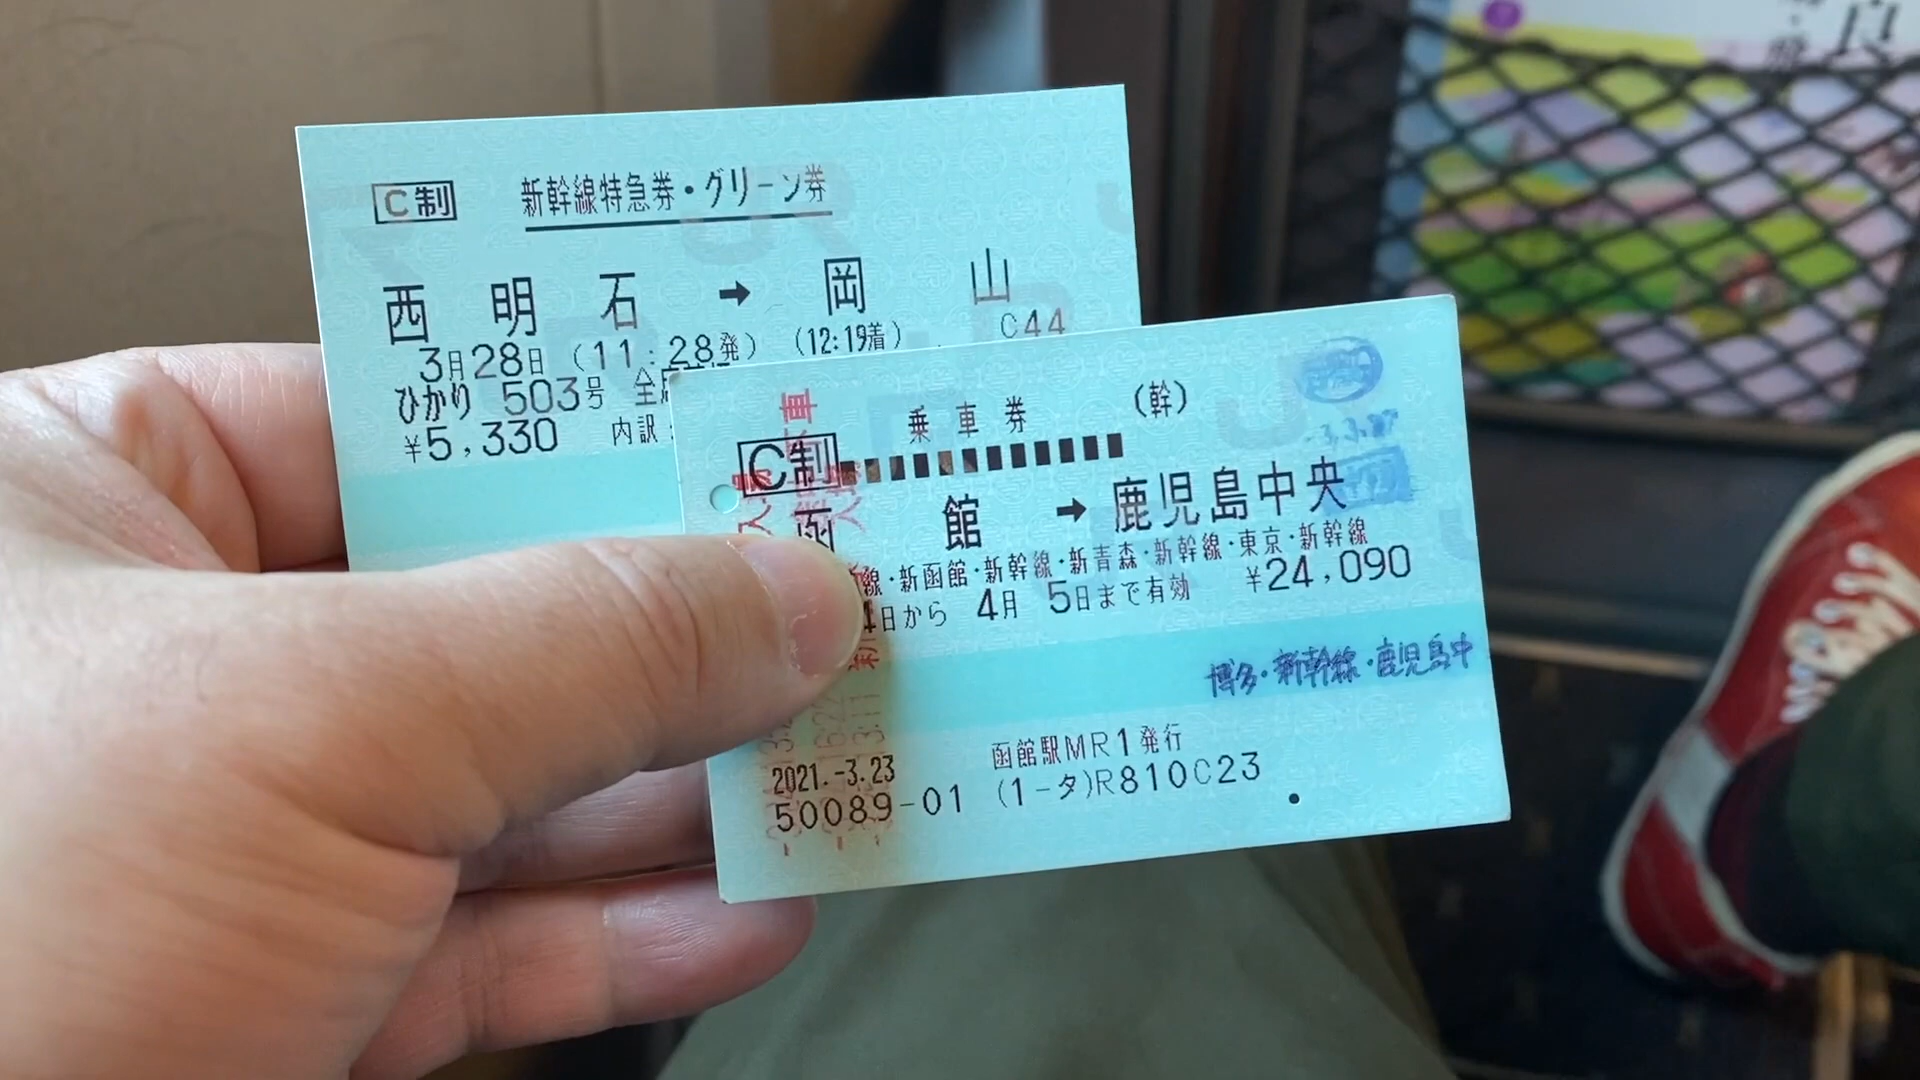 C制 新幹線特急券・グリーン券
西明石 → 岡山
3月28日 (11:28発) (12:19着) C44
ひかり 503号
¥5,330 内訳
C制 乗車券 (幹)
函館 → 鹿児島中央
線・新函館・新幹線・新青森・新幹線・東京・新幹線
日から 4月 5日まで有効 ¥24,090
博多・新幹線・鹿児島中
函館駅MR1発行
2021.-3.23
50089-01 (1-タ)R810C23